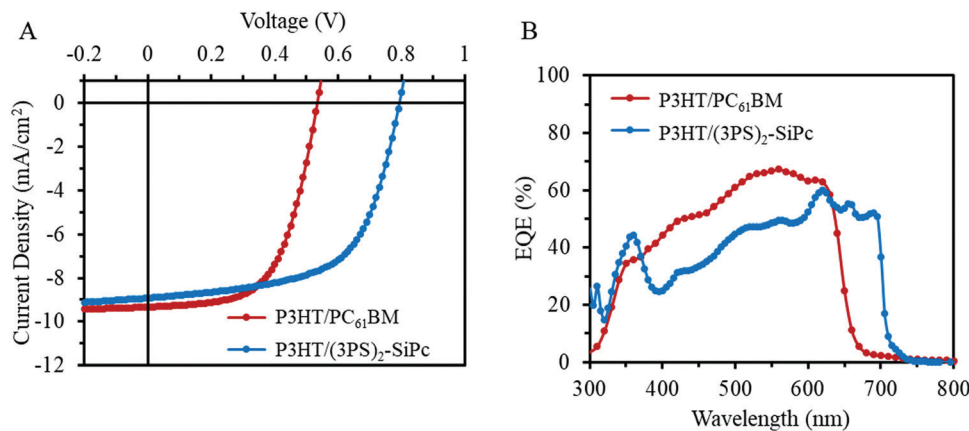 A
Voltage (V)
-0.2 0 0.2 0.4 0.6 0.8 1
Current Density (mA/cm²)
0
-2
-4
-6
-8
-10
-12
P3HT/PC₆₁BM
P3HT/(3PS)₂-SiPc
B
EQE (%)
100
80
60
40
20
0
P3HT/PC₆₁BM
P3HT/(3PS)₂-SiPc
300 400 500 600 700 800
Wavelength (nm)